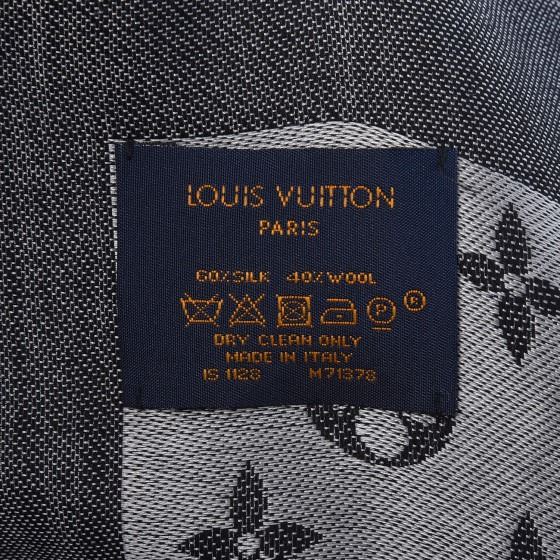 LOUIS VUITTON
PARIS
60%SILK 40%WOOL
P ®
DRY CLEAN ONLY
MADE IN ITALY
IS 1128 M71378